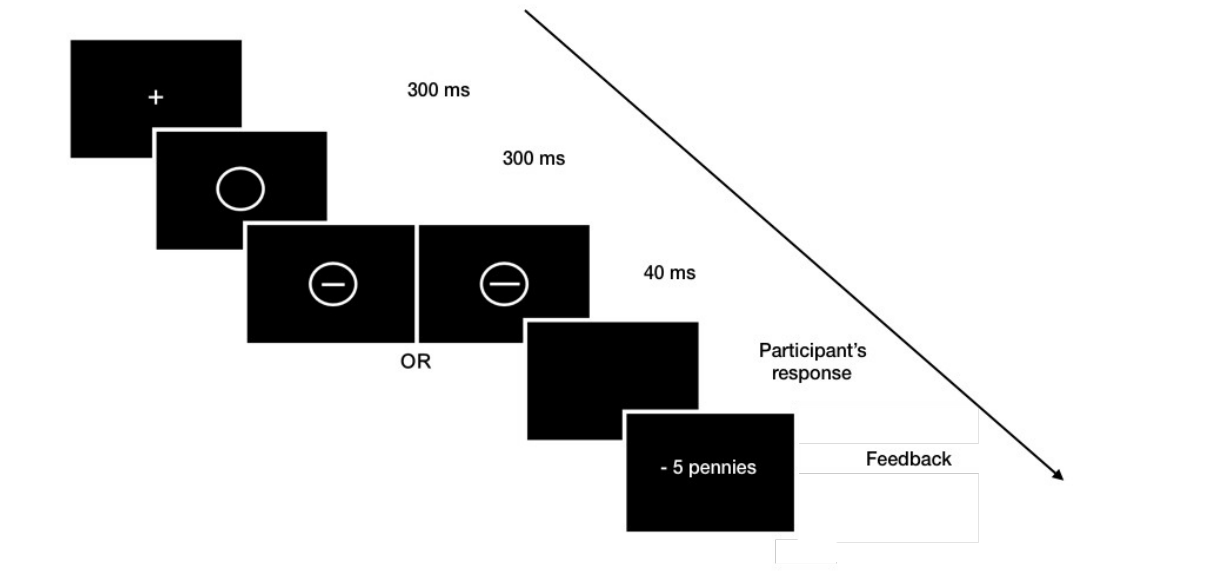 +
300 ms
300 ms
40 ms
OR
Participant's
response
- 5 pennies
Feedback